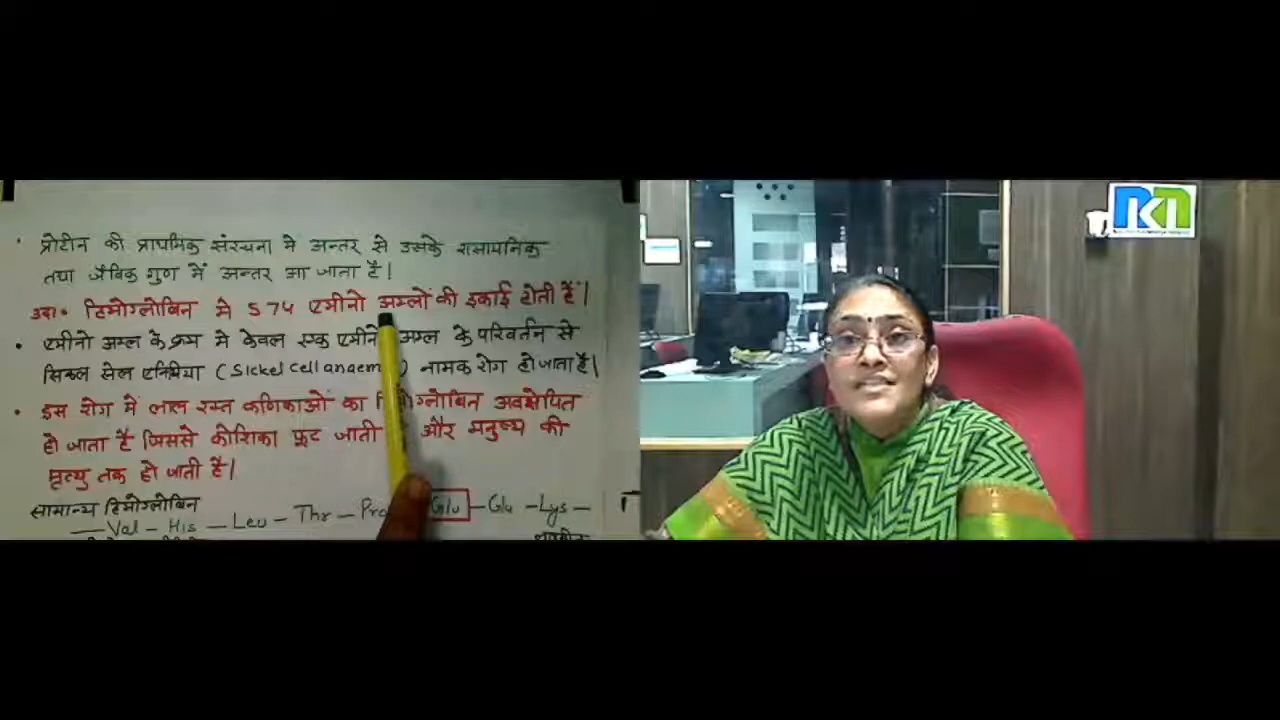 • प्रोटीन की प्राथमिक संरचना मे अन्तर से उसके रासायनिक
तथा जैविक गुण में अन्तर आ जाता है।
उदा॰ हिमोग्लोबिन मे 574 एमीनो अम्लों की इकाई होती हैं।
• एमीनो अम्ल के क्रम मे केवल एक एमीनो अम्ल के परिवर्तन से
सिकल सेल एनिमिया (Sickel cell anaem ) नामक रोग हो जाता है।
• इस रोग में लाल रक्त कणिकाओं का हिमोग्लोबिन अवक्षेपित
हो जाता है जिससे कोशिका फूट जाती और मनुष्य की
मृत्यु तक हो जाती है।
सामान्य हिमोग्लोबिन
— Val — His — Leu — Thr — Pro Glu — Glu — Lys —